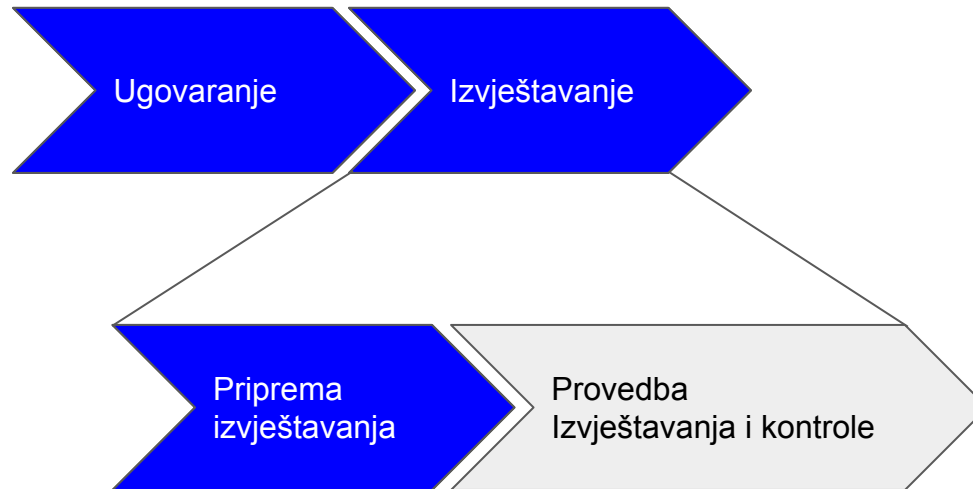 Ugovaranje
Izvještavanje
Priprema
izvještavanja
Provedba
Izvještavanja i kontrole